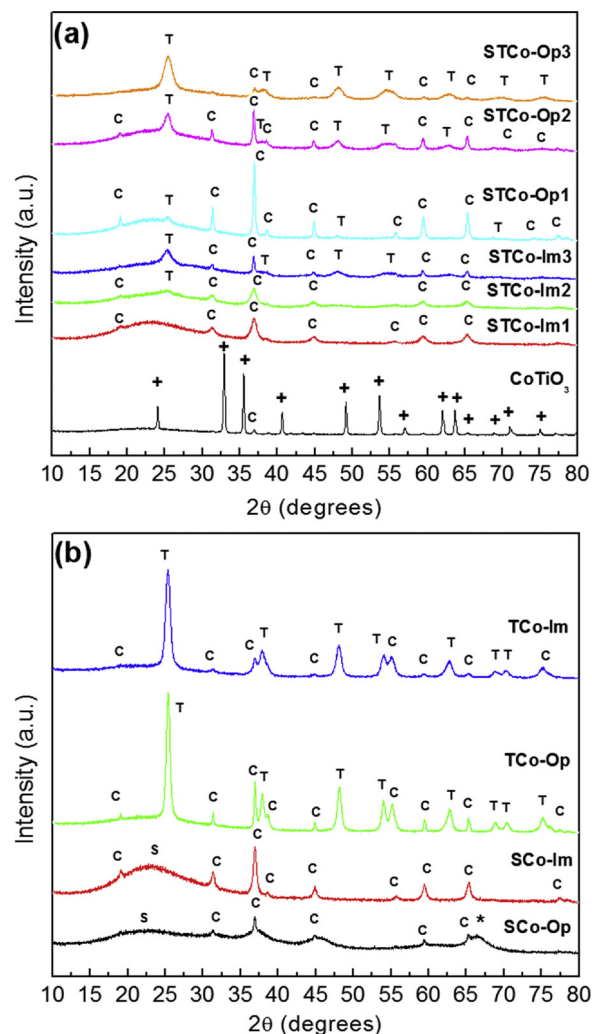 (a)
STCo-Op3
T
C
T
C
T
T
C
T
C
T
T
STCo-Op2
C
T
C
C
T
C
C
T
T
C
T
C
C
C
STCo-Op1
C
T
C
C
C
C
T
C
C
C
T
C
C
STCo-Im3
T
C
C
T
C
T
T
C
C
STCo-Im2
C
T
C
C
C
C
C
STCo-Im1
C
C
C
C
C
C
C
CoTiO3
+ + + C + + + + + + + + +
Intensity (a.u.)
10 15 20 25 30 35 40 45 50 55 60 65 70 75 80
2θ (degrees)
(b)
TCo-Im
C
T
C
C
T
C
T
T
C
C
T
C
T T
C
TCo-Op
C
T
C
C
T
C
C
T
T
C
C
T
C
T T
T
C
SCo-Im
C
S
C
C
C
C
C
C
C
C
SCo-Op
S
C
C
C
C
C *
Intensity (a.u.)
10 15 20 25 30 35 40 45 50 55 60 65 70 75 80
2θ (degrees)